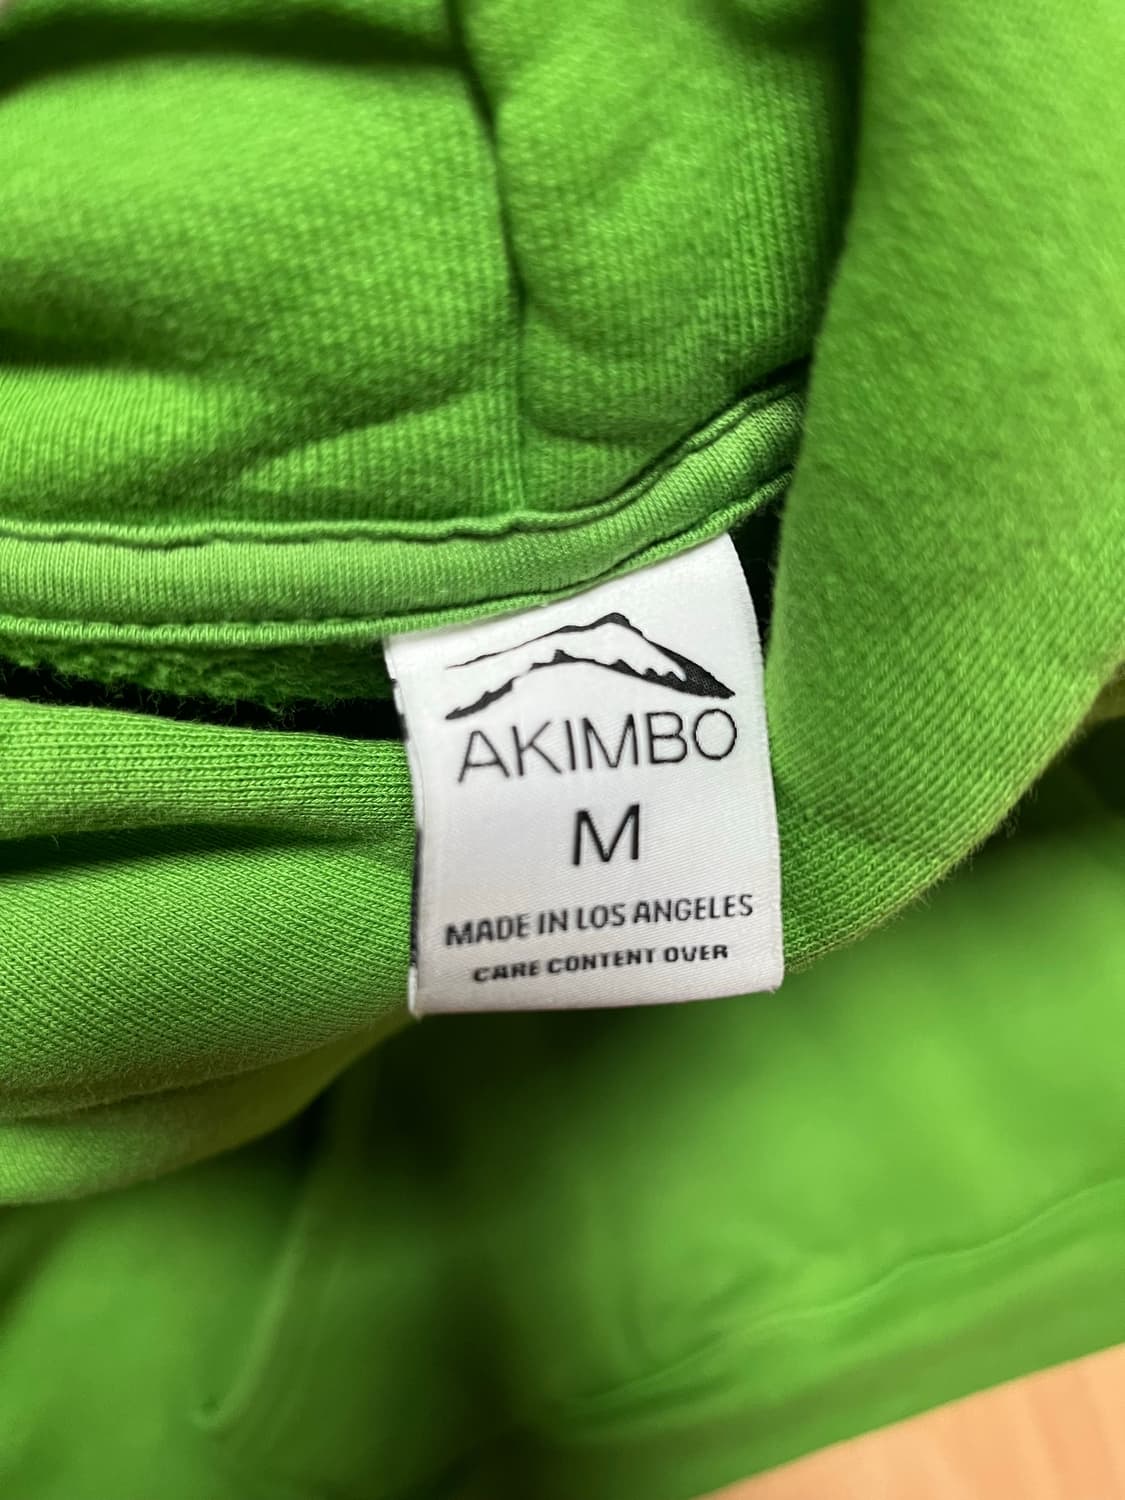 AKIMBO
M
MADE IN LOS ANGELES
CARE CONTENT OVER